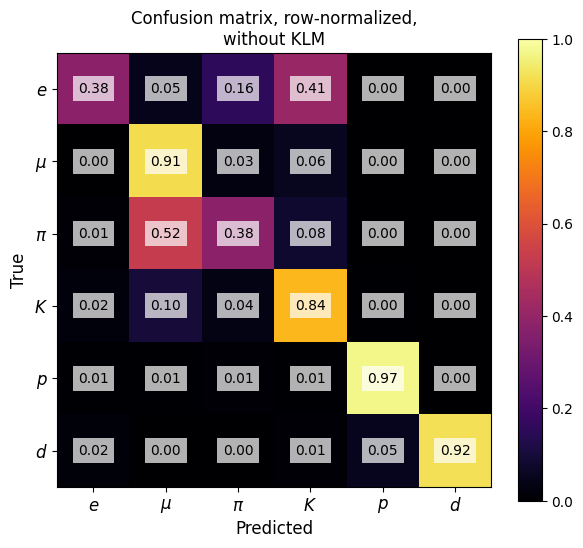 Confusion matrix, row-normalized,
without KLM
1.0
e 0.38 0.05 0.16 0.41 0.00 0.00
μ 0.00 0.91 0.03 0.06 0.00 0.00
0.8
π 0.01 0.52 0.38 0.08 0.00 0.00
0.6
True
K 0.02 0.10 0.04 0.84 0.00 0.00
0.4
p 0.01 0.01 0.01 0.01 0.97 0.00
0.2
d 0.02 0.00 0.00 0.01 0.05 0.92
0.0
e μ π K p d
Predicted